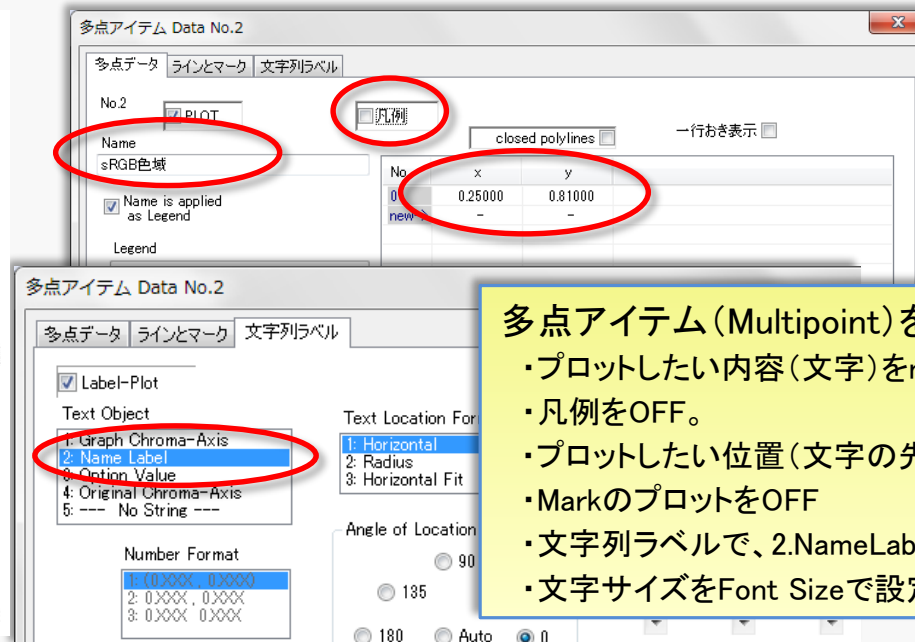 多点アイテム Data No.2
x
多点データ ラインとマーク 文字列ラベル
No.2
PLOT
凡例
closed polylines
一行おき表示
Name
sRGB色域
No. x y
0 0.25000 0.81000
new-> - -
Name is applied
as Legend
Legend
多点アイテム Data No.2
多点データ ラインとマーク 文字列ラベル
Label-Plot
Text Object
1: Graph Chroma-Axis
2: Name Label
3: Option Value
4: Original Chroma-Axis
5: --- No String ---
Text Location For
1: Horizontal
2: Radius
3: Horizontal Fit
Number Format
1: (0.XXX , 0.XXX)
2: 0.XXX , 0.XXX
3: 0.XXX 0.XXX
Angle of Location
90
135
180 Auto 0
多点アイテム(Multipoint)を
・プロットしたい内容(文字)を
・凡例をOFF。
・プロットしたい位置(文字の先
・MarkのプロットをOFF
・文字列ラベルで、2.NameLab
・文字サイズをFont Sizeで設定